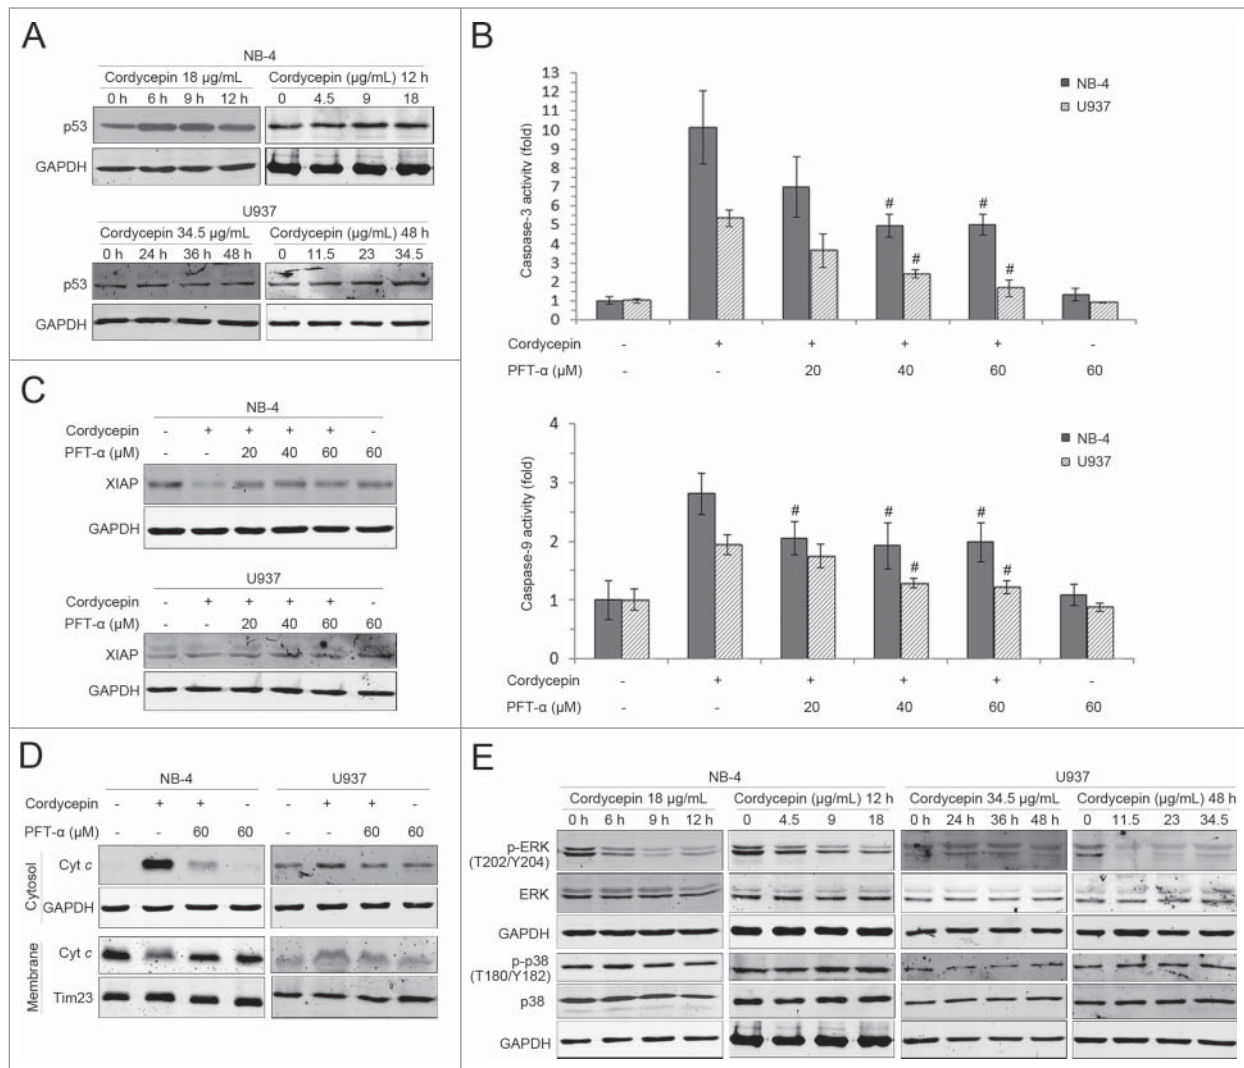 A
NB-4
Cordycepin 18 µg/mL Cordycepin (µg/mL) 12 h
0 h 6 h 9 h 12 h 0 4.5 9 18
p53
GAPDH
U937
Cordycepin 34.5 µg/mL Cordycepin (µg/mL) 48 h
0 h 24 h 36 h 48 h 0 11.5 23 34.5
p53
GAPDH
B
Caspase-3 activity (fold)
13
12
11
10
9
8
7
6
5
4
3
2
1
0
NB-4
U937
# #
# #
Cordycepin - + + + + -
PFT-α (µM) - - 20 40 60 60
Caspase-9 activity (fold)
4
3
2
1
0
NB-4
U937
# # #
# #
Cordycepin - + + + + -
PFT-α (µM) - - 20 40 60 60
C
NB-4
Cordycepin - + + + + -
PFT-α (µM) - - 20 40 60 60
XIAP
GAPDH
U937
Cordycepin - + + + + -
PFT-α (µM) - - 20 40 60 60
XIAP
GAPDH
D
NB-4 U937
Cordycepin - + + - - + + -
PFT-α (µM) - - 60 60 - - 60 60
Cytosol
Cyt c
GAPDH
Membrane
Cyt c
Tim23
E
NB-4 U937
Cordycepin 18 µg/mL Cordycepin (µg/mL) 12 h Cordycepin 34.5 µg/mL Cordycepin (µg/mL) 48 h
0 h 6 h 9 h 12 h 0 4.5 9 18 0 h 24 h 36 h 48 h 0 11.5 23 34.5
p-ERK
(T202/Y204)
ERK
GAPDH
p-p38
(T180/Y182)
p38
GAPDH